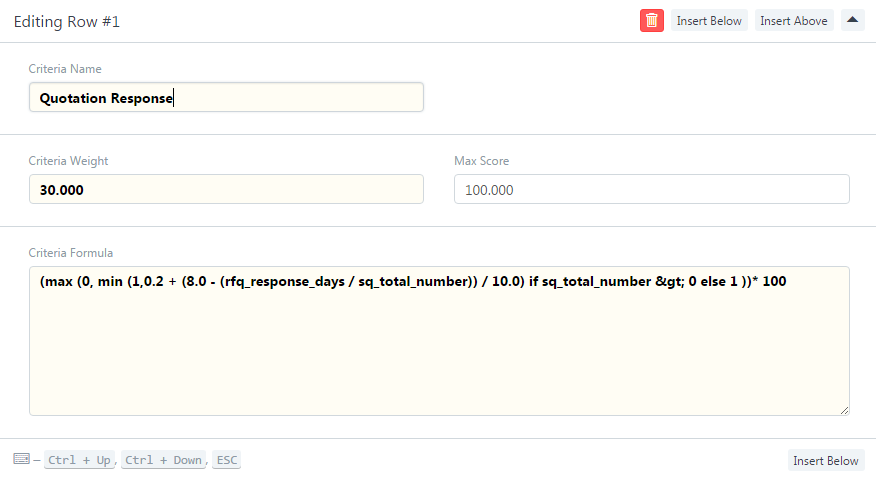 Editing Row #1
Insert Below
Insert Above
Criteria Name
Quotation Response
Criteria Weight
Max Score
30.000
100.000
Criteria Formula
(max (0, min (1,0.2 + (8.0 - (rfq_response_days / sq_total_number)) / 10.0) if sq_total_number &gt; 0 else 1 ))* 100
– Ctrl + Up, Ctrl + Down, ESC
Insert Below